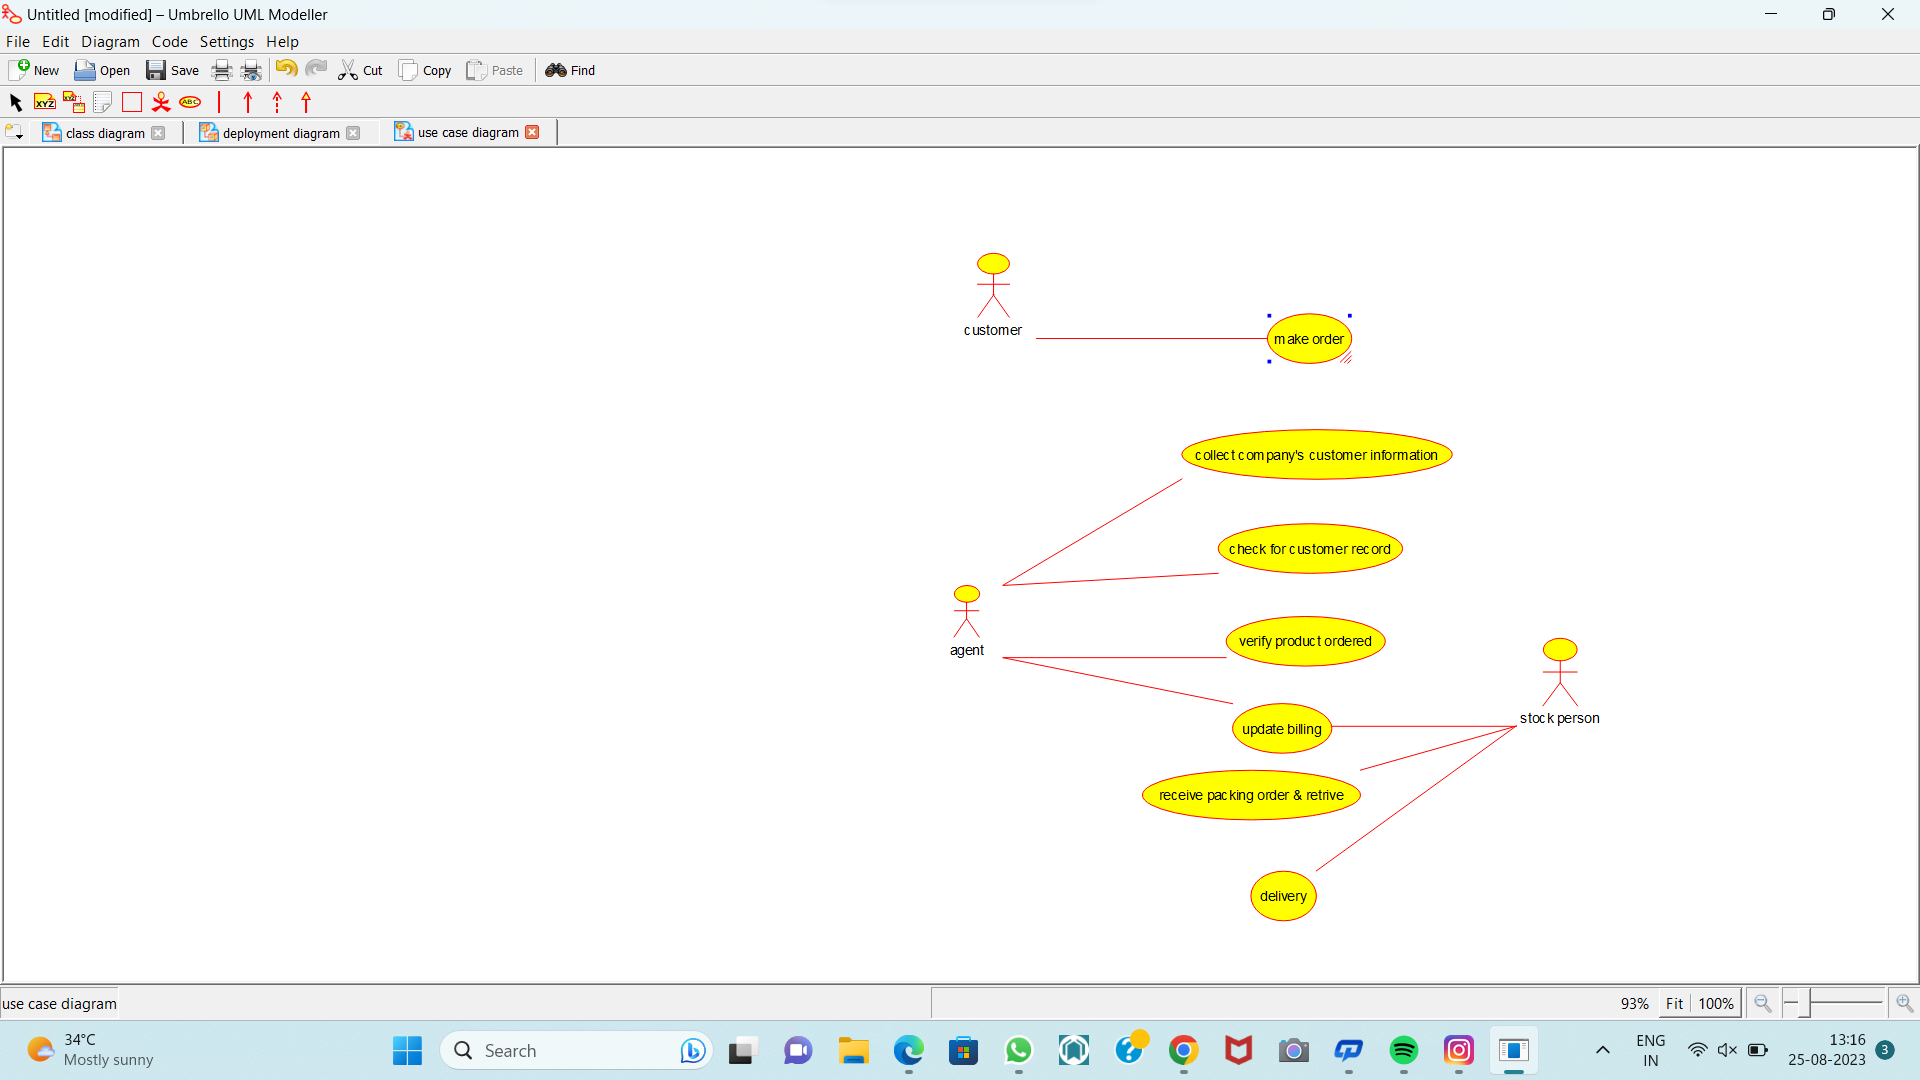 Untitled [modified] – Umbrello UML Modeller
File Edit Diagram Code Settings Help
New Open Save Cut Copy Paste Find
XYZ XYZ ABC
class diagram deployment diagram use case diagram
customer
make order
collect company's customer information
check for customer record
agent
verify product ordered
stock person
update billing
receive packing order & retrive
delivery
use case diagram 93% Fit 100%
34°C
Mostly sunny
Search
ENG
IN
13:16
25-08-2023
3